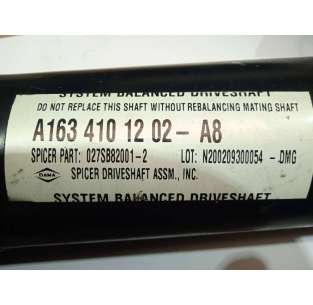 SYSTEM BALANCED DRIVESHAFT
DO NOT REPLACE THIS SHAFT WITHOUT REBALANCING MATING SHAFT
A163 410 12 02-A8
SPICER PART: 027SB82001-2 LOT: N200209300054 -DMG
DANA SPICER DRIVESHAFT ASSM., INC.
SYSTEM BALANCED DRIVESHAFT